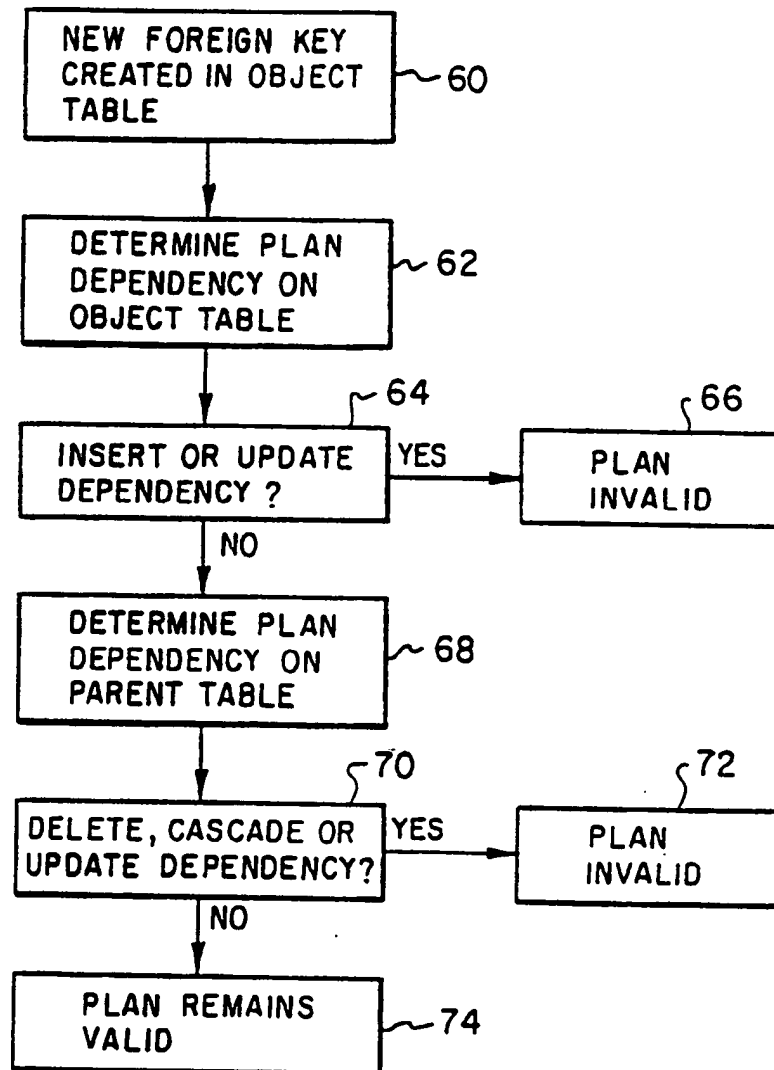 NEW FOREIGN KEY
CREATED IN OBJECT
TABLE
60
DETERMINE PLAN
DEPENDENCY ON
OBJECT TABLE
62
64
INSERT OR UPDATE
DEPENDENCY ?
YES
66
PLAN
INVALID
NO
DETERMINE PLAN
DEPENDENCY ON
PARENT TABLE
68
70
DELETE, CASCADE OR
UPDATE DEPENDENCY?
YES
72
PLAN
INVALID
NO
PLAN REMAINS
VALID
74